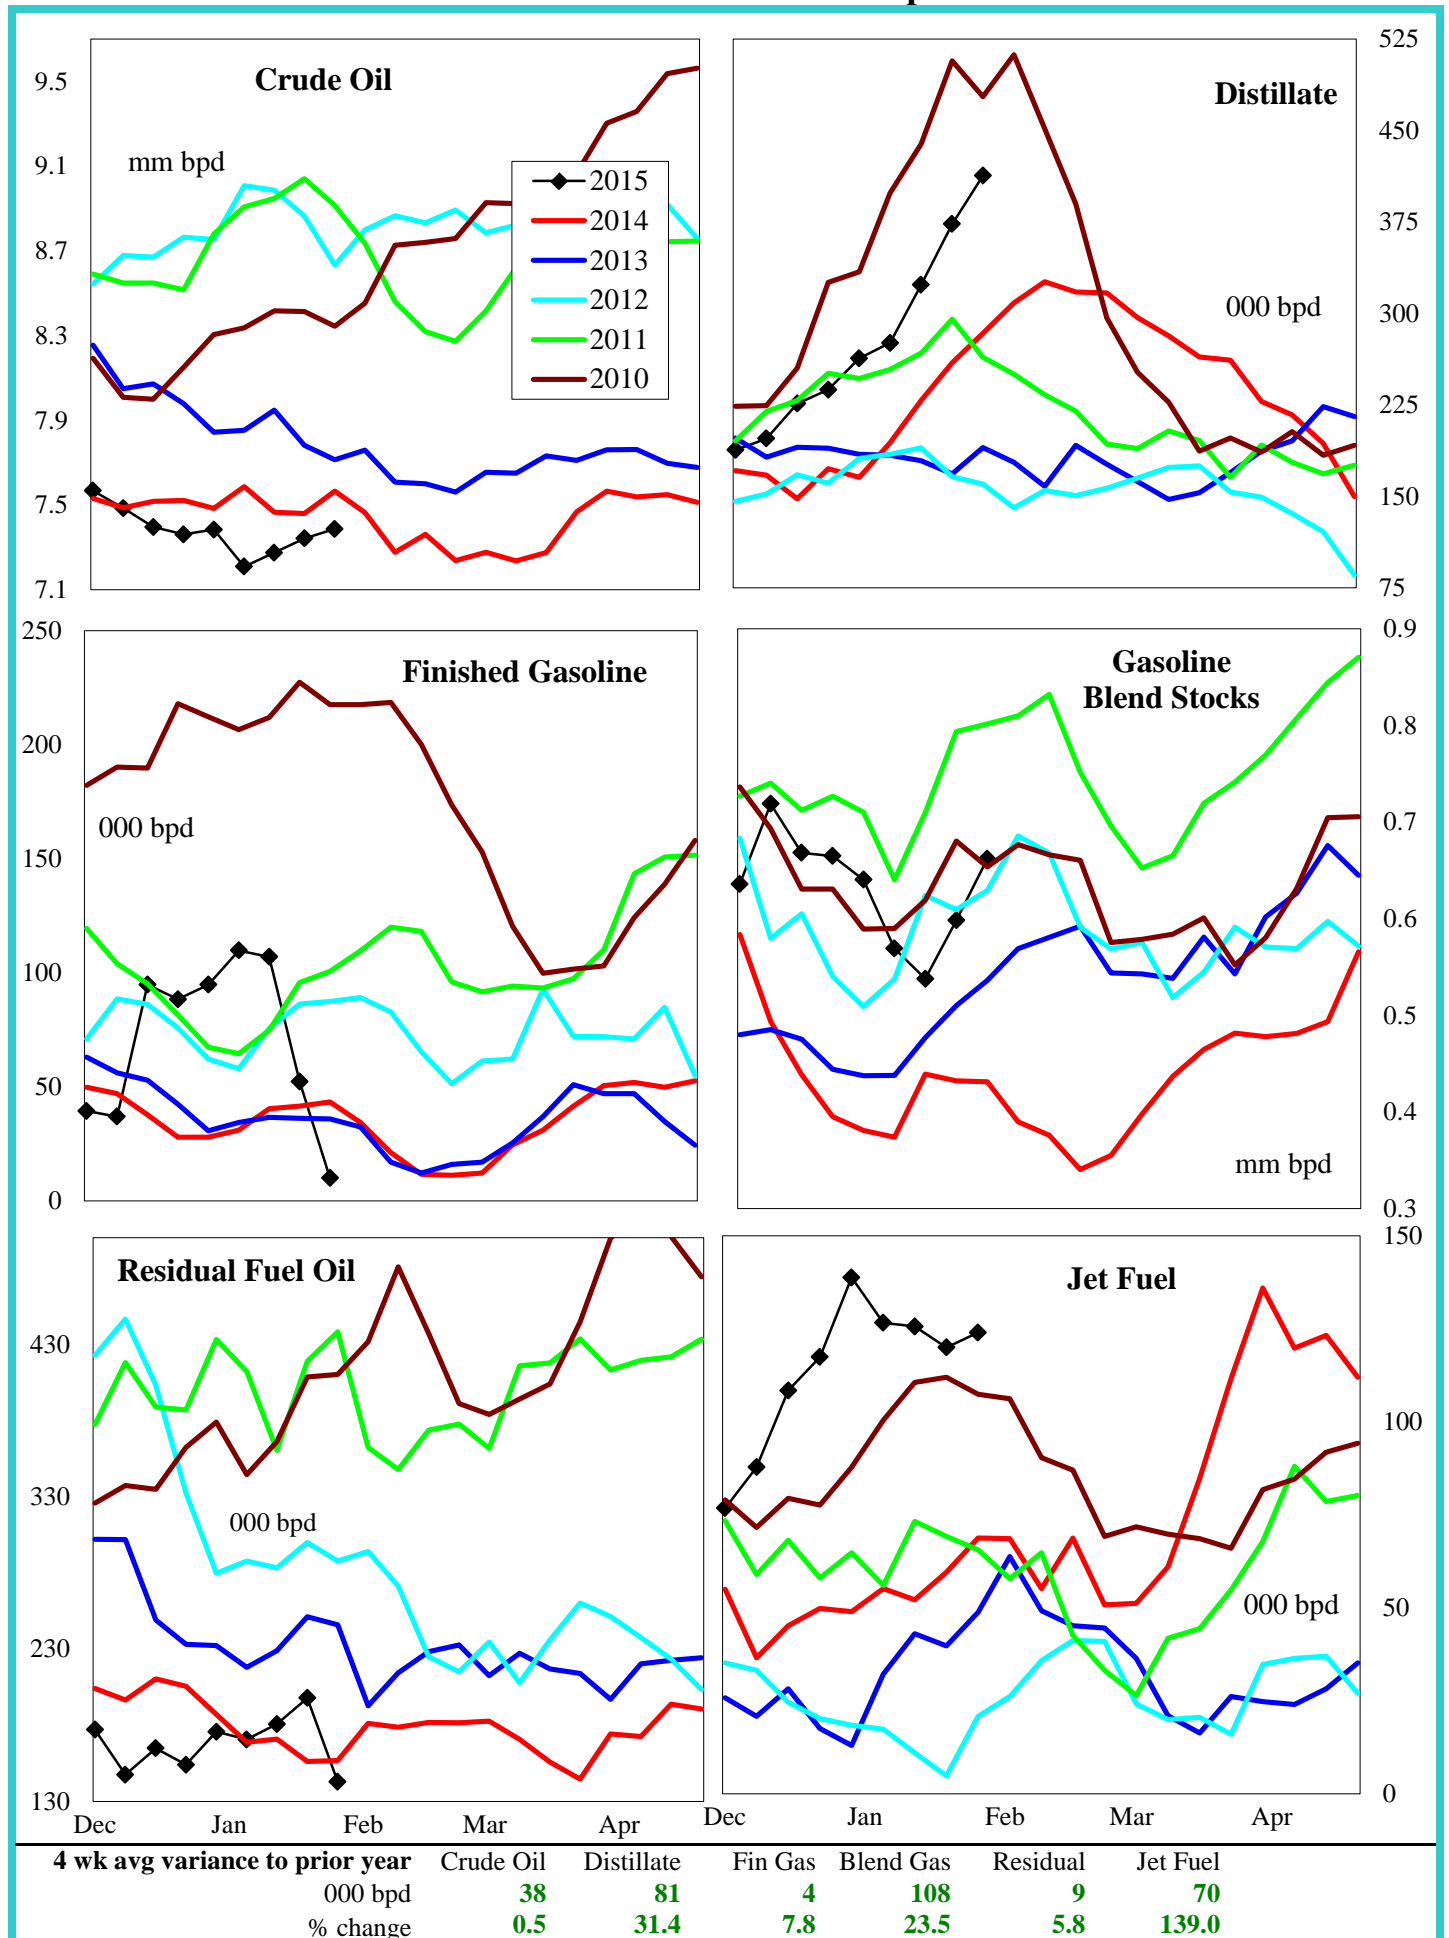 Crude Oil
9.5
9.1
8.7
8.3
7.9
7.5
7.1
mm bpd
2015
2014
2013
2012
2011
2010
Distillate
525
450
375
300
225
150
75
000 bpd
Finished Gasoline
250
200
150
100
50
0
000 bpd
Gasoline
Blend Stocks
0.9
0.8
0.7
0.6
0.5
0.4
0.3
mm bpd
Residual Fuel Oil
430
330
230
130
000 bpd
Dec Jan Feb Mar Apr
Jet Fuel
150
100
50
0
000 bpd
Dec Jan Feb Mar Apr
4 wk avg variance to prior year Crude Oil Distillate Fin Gas Blend Gas Residual Jet Fuel
000 bpd 38 81 4 108 9 70
% change 0.5 31.4 7.8 23.5 5.8 139.0